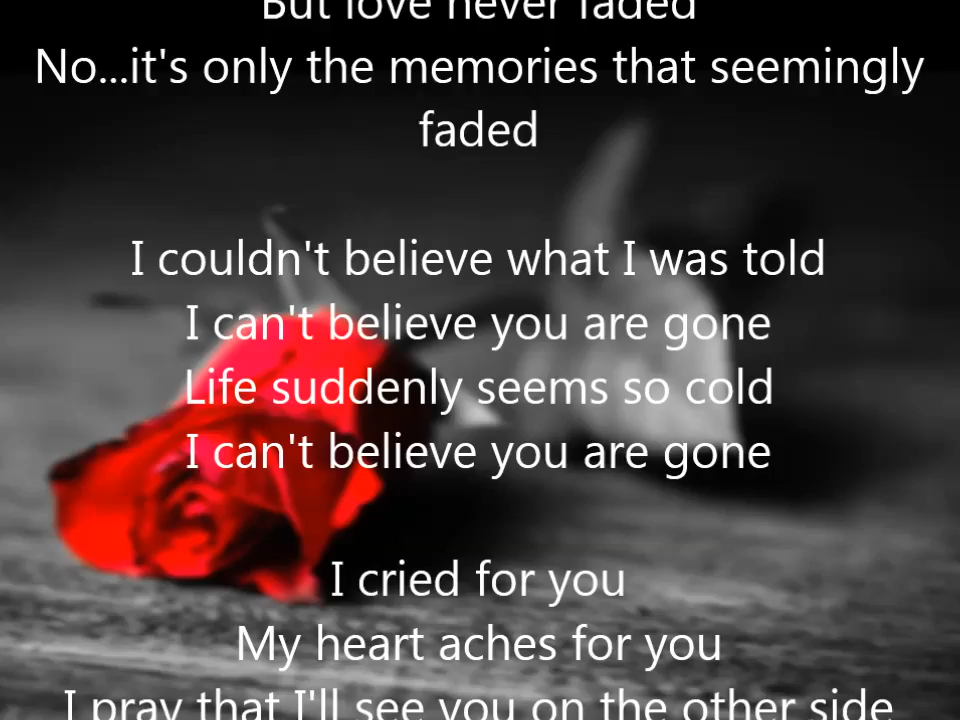 But love never faded
No...it's only the memories that seemingly
faded
I couldn't believe what I was told
I can't believe you are gone
Life suddenly seems so cold
I can't believe you are gone
I cried for you
My heart aches for you
I pray that I'll see you on the other side